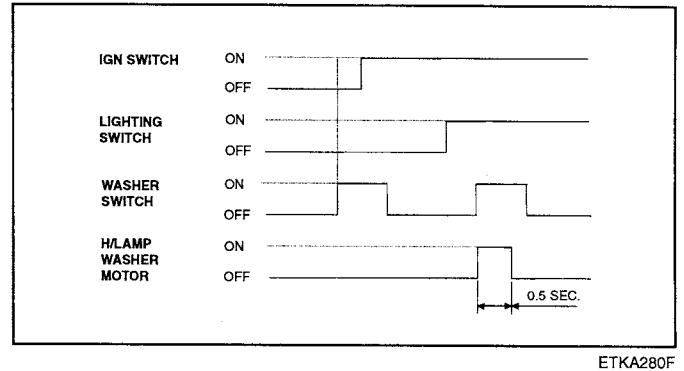 IGN SWITCH ON
OFF
LIGHTING SWITCH ON
OFF
WASHER SWITCH ON
OFF
H/LAMP WASHER MOTOR ON
OFF
0.5 SEC.
ETKA280F